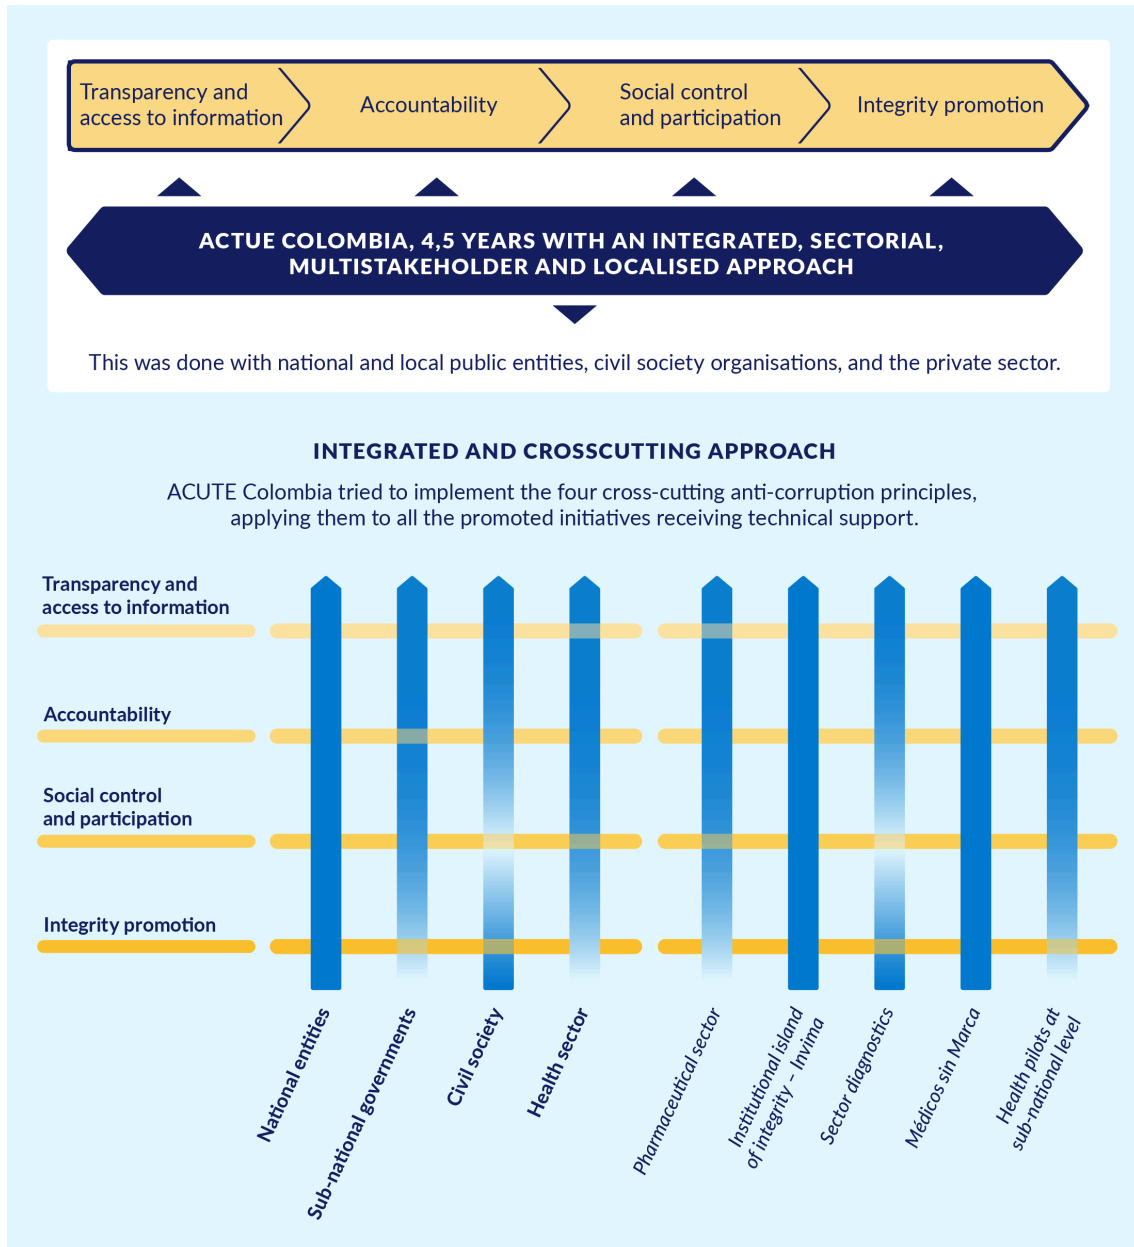 Transparency and
access to information
Accountability
Social control
and participation
Integrity promotion
ACTUE COLOMBIA, 4,5 YEARS WITH AN INTEGRATED, SECTORIAL,
MULTISTAKEHOLDER AND LOCALISED APPROACH
This was done with national and local public entities, civil society organisations, and the private sector.
INTEGRATED AND CROSSCUTTING APPROACH
ACUTE Colombia tried to implement the four cross-cutting anti-corruption principles,
applying them to all the promoted initiatives receiving technical support.
Transparency and
access to information
Accountability
Social control
and participation
Integrity promotion
National entities
Sub-national governments
Civil society
Health sector
Pharmaceutical sector
Institutional island
of integrity – Invima
Sector diagnostics
Médicos sin Marca
Health pilots at
sub-national level